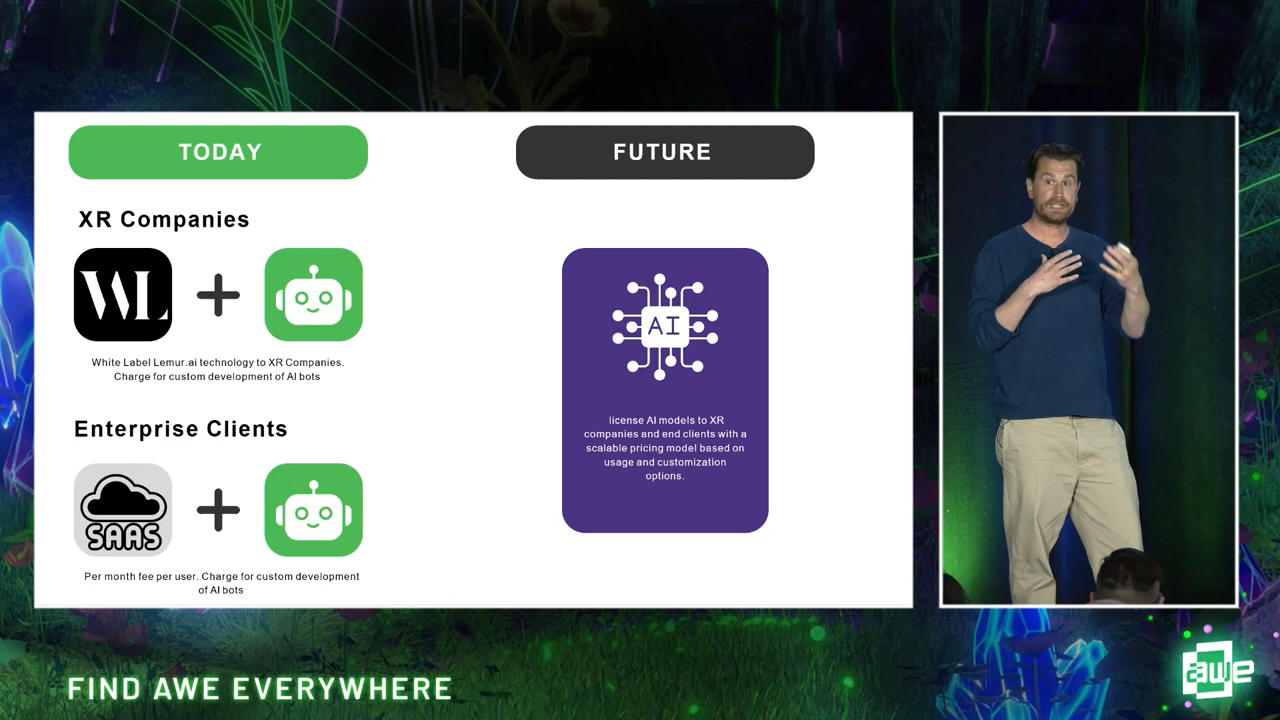 TODAY
FUTURE
XR Companies
WL
White Label Lemur.ai technology to XR Companies.
Charge for custom development of AI bots
Enterprise Clients
SAAS
Per month fee per user. Charge for custom development
of AI bots
AI
license AI models to XR
companies and end clients with a
scalable pricing model based on
usage and customization
options.
FIND AWE EVERYWHERE
awe